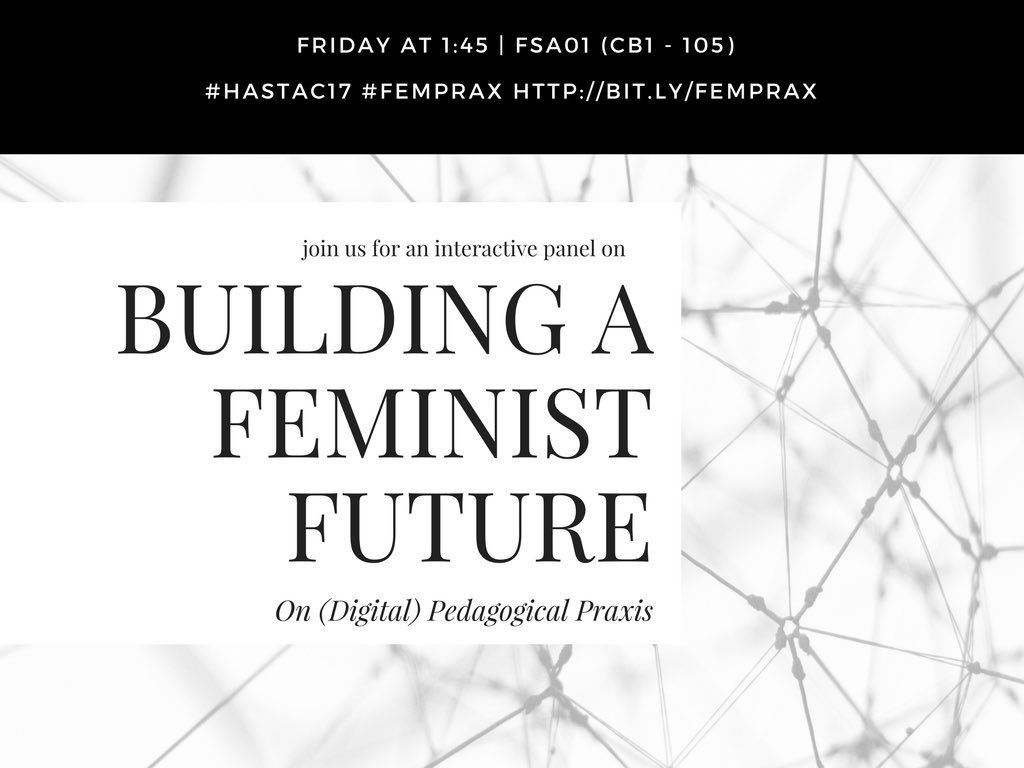 FRIDAY AT 1:45 | FSA01 (CB1 - 105)
#HASTAC17 #FEMPRAX HTTP://BIT.LY/FEMPRAX
join us for an interactive panel on
BUILDING A
FEMINIST
FUTURE
On (Digital) Pedagogical Praxis